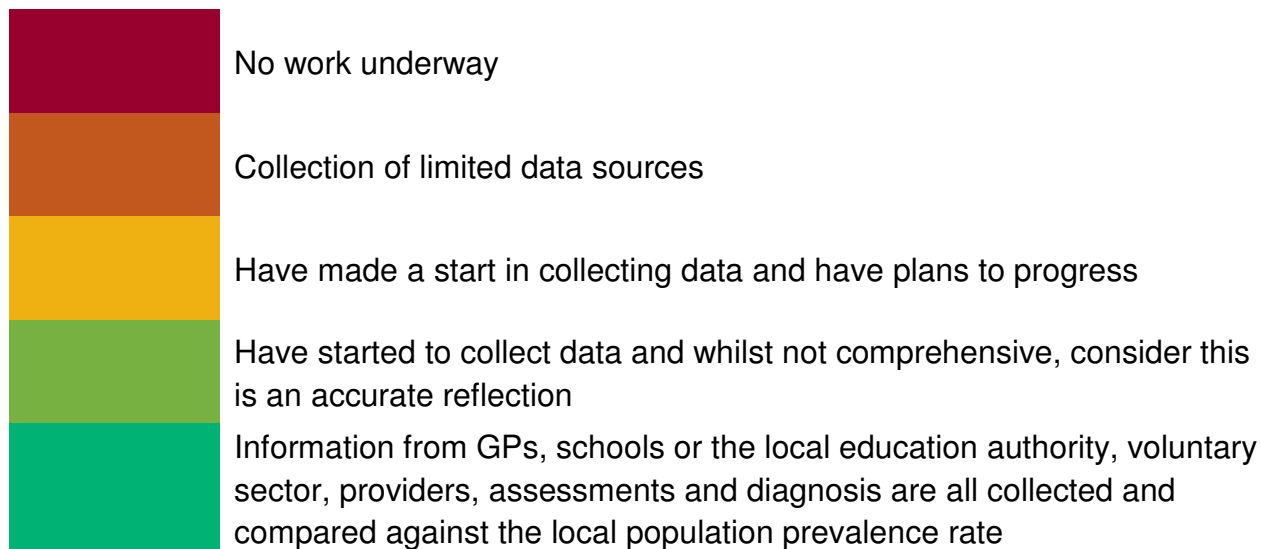 No work underway
Collection of limited data sources
Have made a start in collecting data and have plans to progress
Have started to collect data and whilst not comprehensive, consider this
is an accurate reflection
Information from GPs, schools or the local education authority, voluntary
sector, providers, assessments and diagnosis are all collected and
compared against the local population prevalence rate